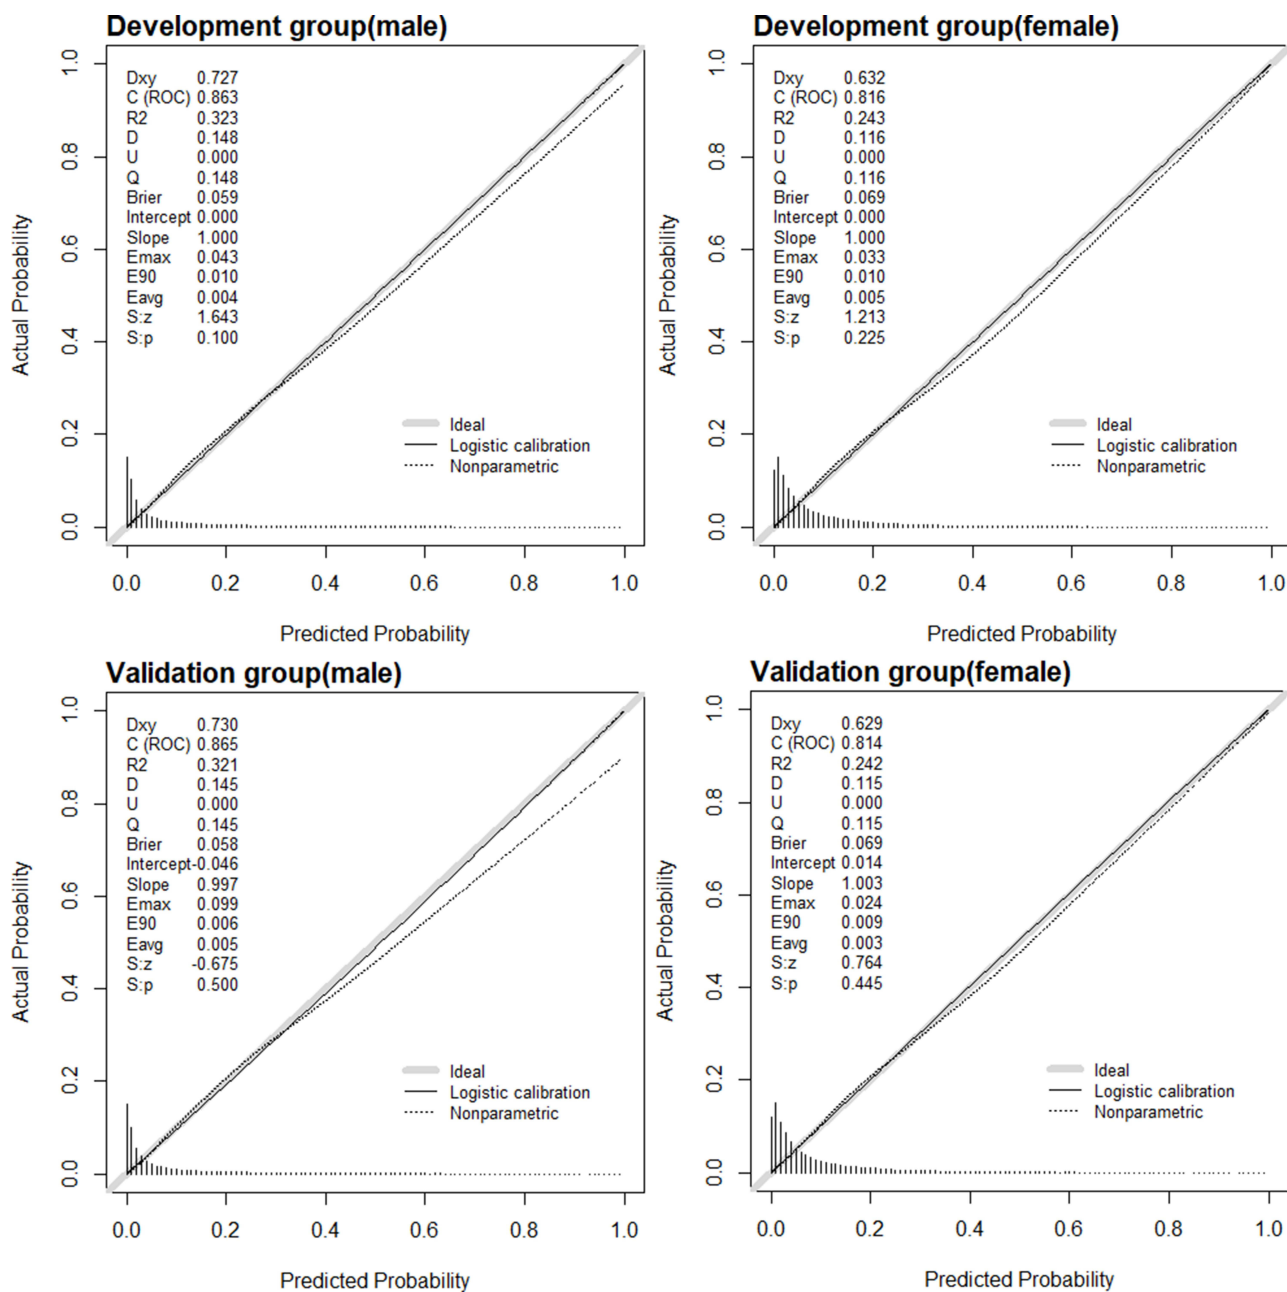 Development group(male)
Dxy 0.727
C (ROC) 0.863
R2 0.323
D 0.148
U 0.000
Q 0.148
Brier 0.059
Intercept 0.000
Slope 1.000
Emax 0.043
E90 0.010
Eavg 0.004
S:z 1.643
S:p 0.100
Ideal
Logistic calibration
Nonparametric
Actual Probability
0.0
0.2
0.4
0.6
0.8
1.0
0.0 0.2 0.4 0.6 0.8 1.0
Predicted Probability
Development group(female)
Dxy 0.632
C (ROC) 0.816
R2 0.243
D 0.116
U 0.000
Q 0.116
Brier 0.069
Intercept 0.000
Slope 1.000
Emax 0.033
E90 0.010
Eavg 0.005
S:z 1.213
S:p 0.225
Ideal
Logistic calibration
Nonparametric
Actual Probability
0.0
0.2
0.4
0.6
0.8
1.0
0.0 0.2 0.4 0.6 0.8 1.0
Predicted Probability
Validation group(male)
Dxy 0.730
C (ROC) 0.865
R2 0.321
D 0.145
U 0.000
Q 0.145
Brier 0.058
Intercept-0.046
Slope 0.997
Emax 0.099
E90 0.006
Eavg 0.005
S:z -0.675
S:p 0.500
Ideal
Logistic calibration
Nonparametric
Actual Probability
0.0
0.2
0.4
0.6
0.8
1.0
0.0 0.2 0.4 0.6 0.8 1.0
Predicted Probability
Validation group(female)
Dxy 0.629
C (ROC) 0.814
R2 0.242
D 0.115
U 0.000
Q 0.115
Brier 0.069
Intercept 0.014
Slope 1.003
Emax 0.024
E90 0.009
Eavg 0.003
S:z 0.764
S:p 0.445
Ideal
Logistic calibration
Nonparametric
Actual Probability
0.0
0.2
0.4
0.6
0.8
1.0
0.0 0.2 0.4 0.6 0.8 1.0
Predicted Probability